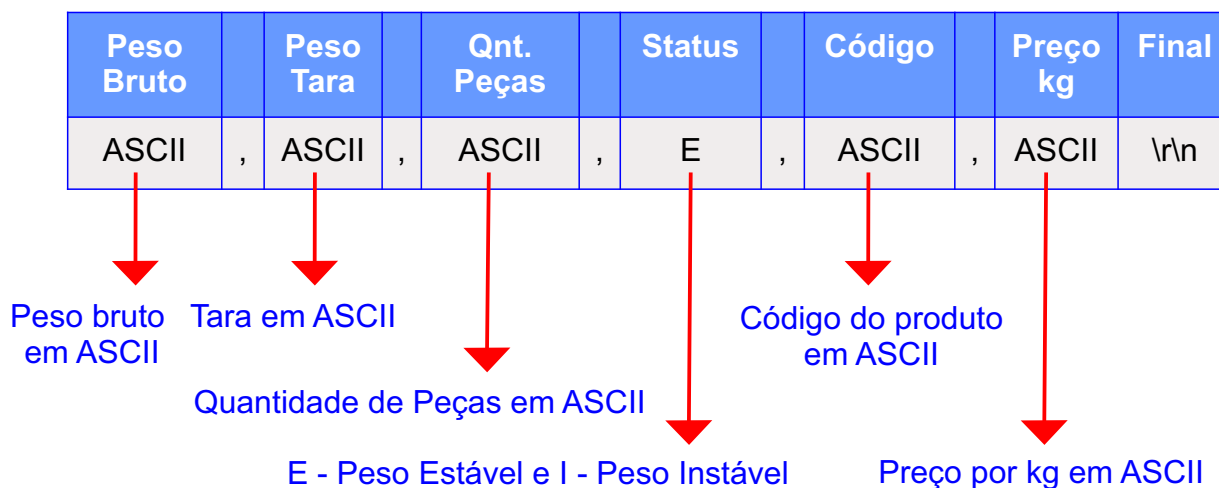 Peso Bruto Peso Tara Qnt. Peças Status Código Preço kg Final
ASCII , ASCII , ASCII , E , ASCII , ASCII \r\n
Peso bruto em ASCII
Tara em ASCII
Código do produto em ASCII
Quantidade de Peças em ASCII
E - Peso Estável e I - Peso Instável
Preço por kg em ASCII